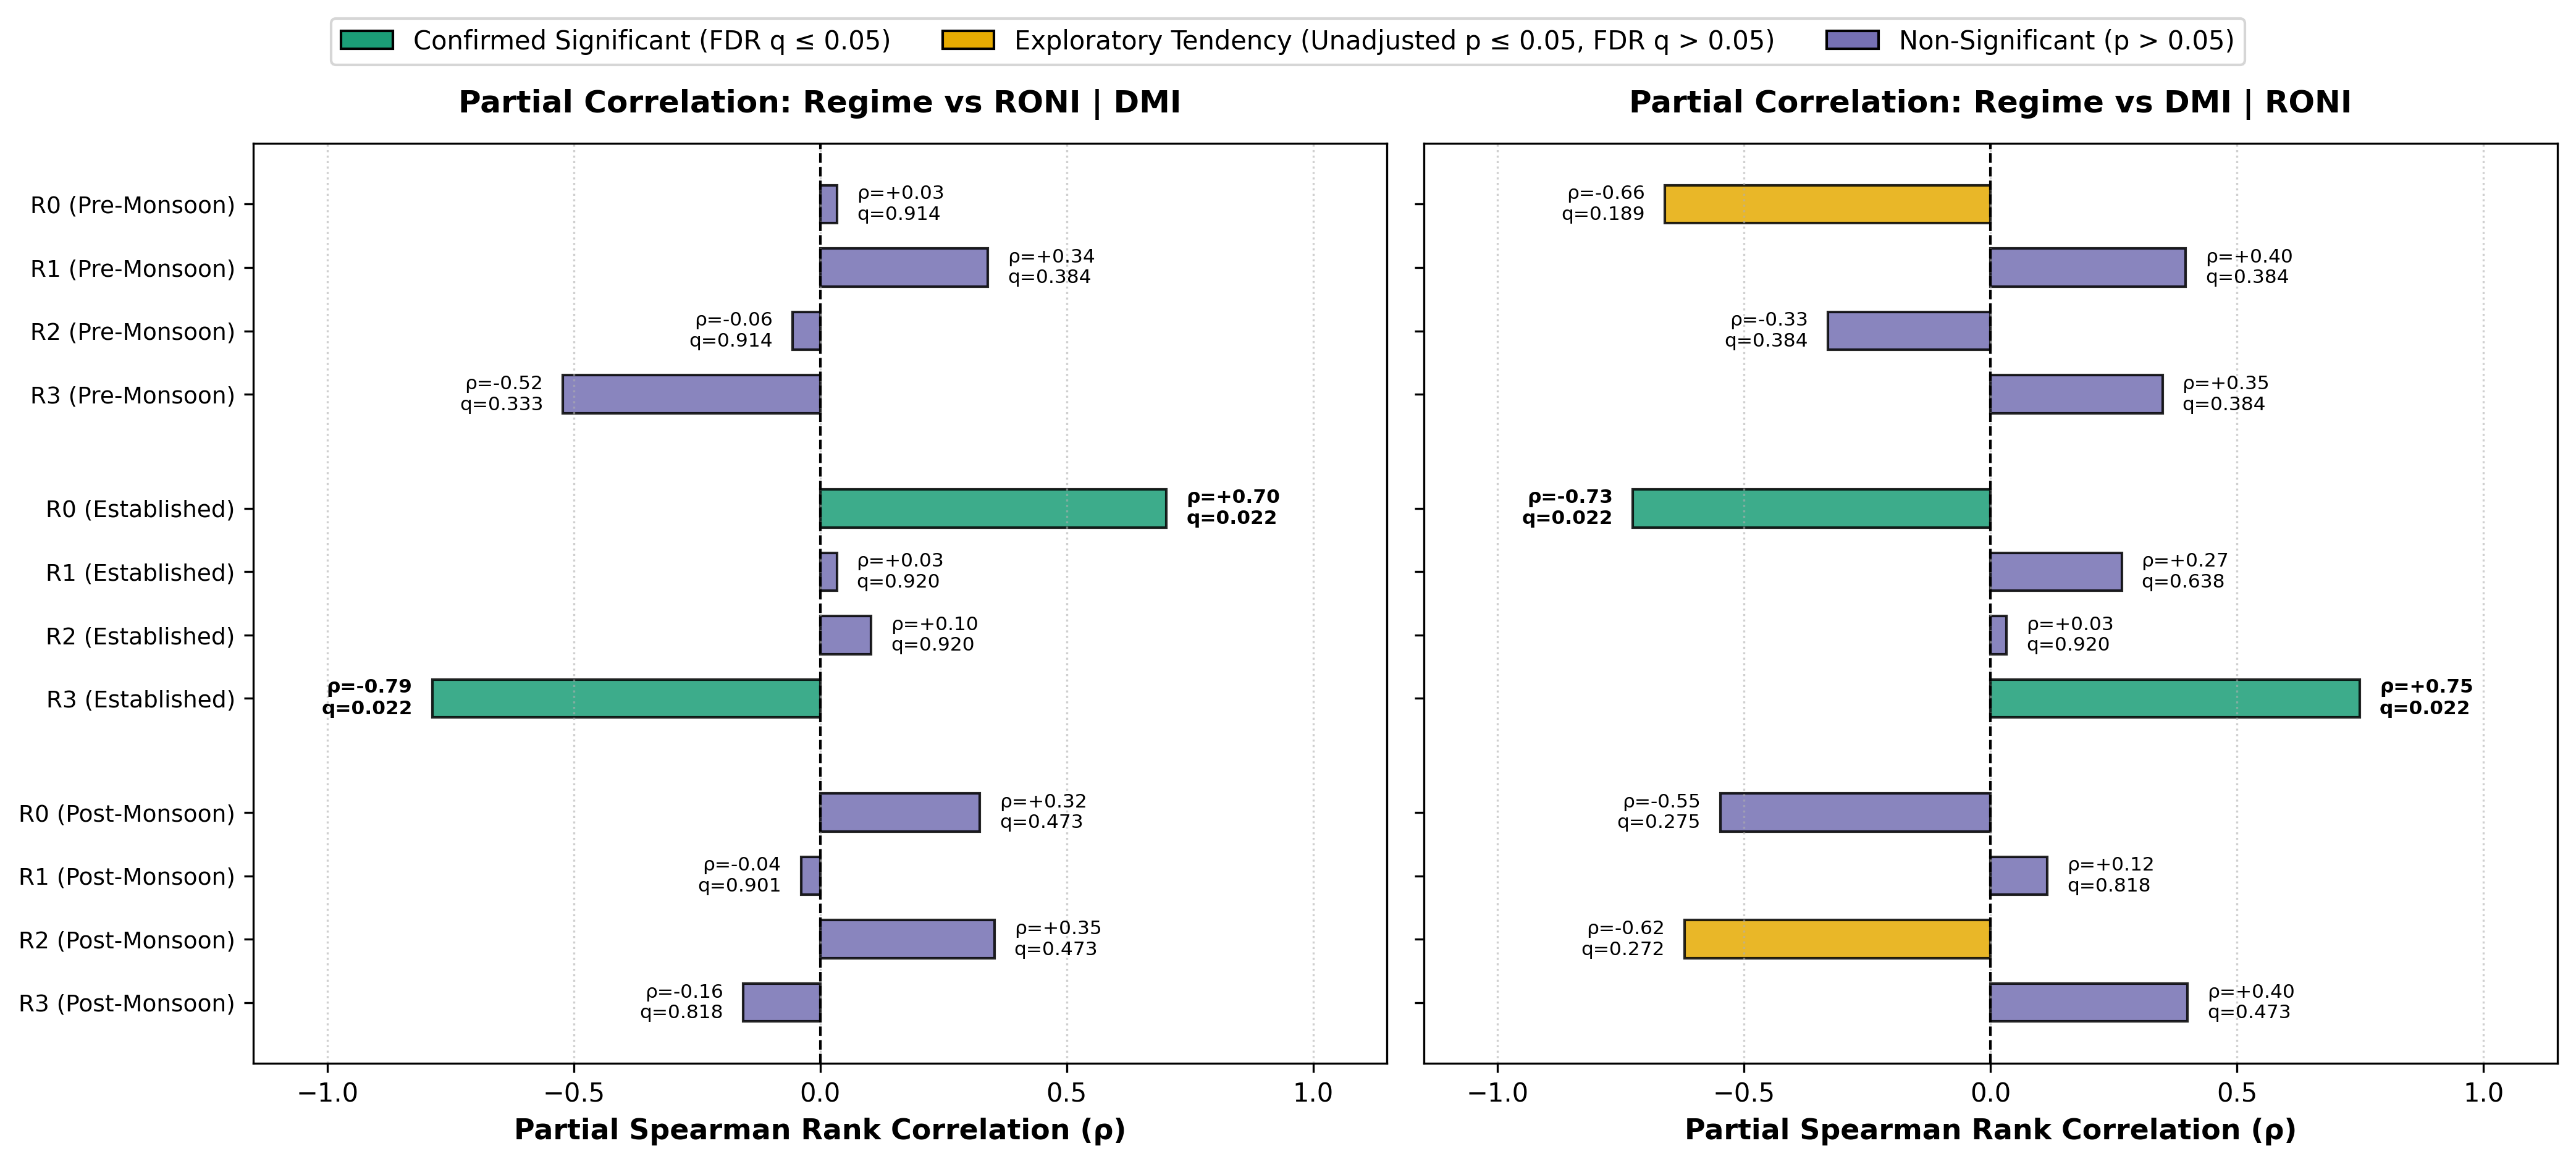 Confirmed Significant (FDR q ≤ 0.05)
Exploratory Tendency (Unadjusted p ≤ 0.05, FDR q > 0.05)
Non-Significant (p > 0.05)
Partial Correlation: Regime vs RONI | DMI
R0 (Pre-Monsoon)
ρ=+0.03
q=0.914
R1 (Pre-Monsoon)
ρ=+0.34
q=0.384
R2 (Pre-Monsoon)
ρ=-0.06
q=0.914
R3 (Pre-Monsoon)
ρ=-0.52
q=0.333
R0 (Established)
ρ=+0.70
q=0.022
R1 (Established)
ρ=+0.03
q=0.920
R2 (Established)
ρ=+0.10
q=0.920
R3 (Established)
ρ=-0.79
q=0.022
R0 (Post-Monsoon)
ρ=+0.32
q=0.473
R1 (Post-Monsoon)
ρ=-0.04
q=0.901
R2 (Post-Monsoon)
ρ=+0.35
q=0.473
R3 (Post-Monsoon)
ρ=-0.16
q=0.818
−1.0 −0.5 0.0 0.5 1.0
Partial Spearman Rank Correlation (ρ)
Partial Correlation: Regime vs DMI | RONI
ρ=-0.66
q=0.189
ρ=+0.40
q=0.384
ρ=-0.33
q=0.384
ρ=+0.35
q=0.384
ρ=-0.73
q=0.022
ρ=+0.27
q=0.638
ρ=+0.03
q=0.920
ρ=+0.75
q=0.022
ρ=-0.55
q=0.275
ρ=+0.12
q=0.818
ρ=-0.62
q=0.272
ρ=+0.40
q=0.473
−1.0 −0.5 0.0 0.5 1.0
Partial Spearman Rank Correlation (ρ)